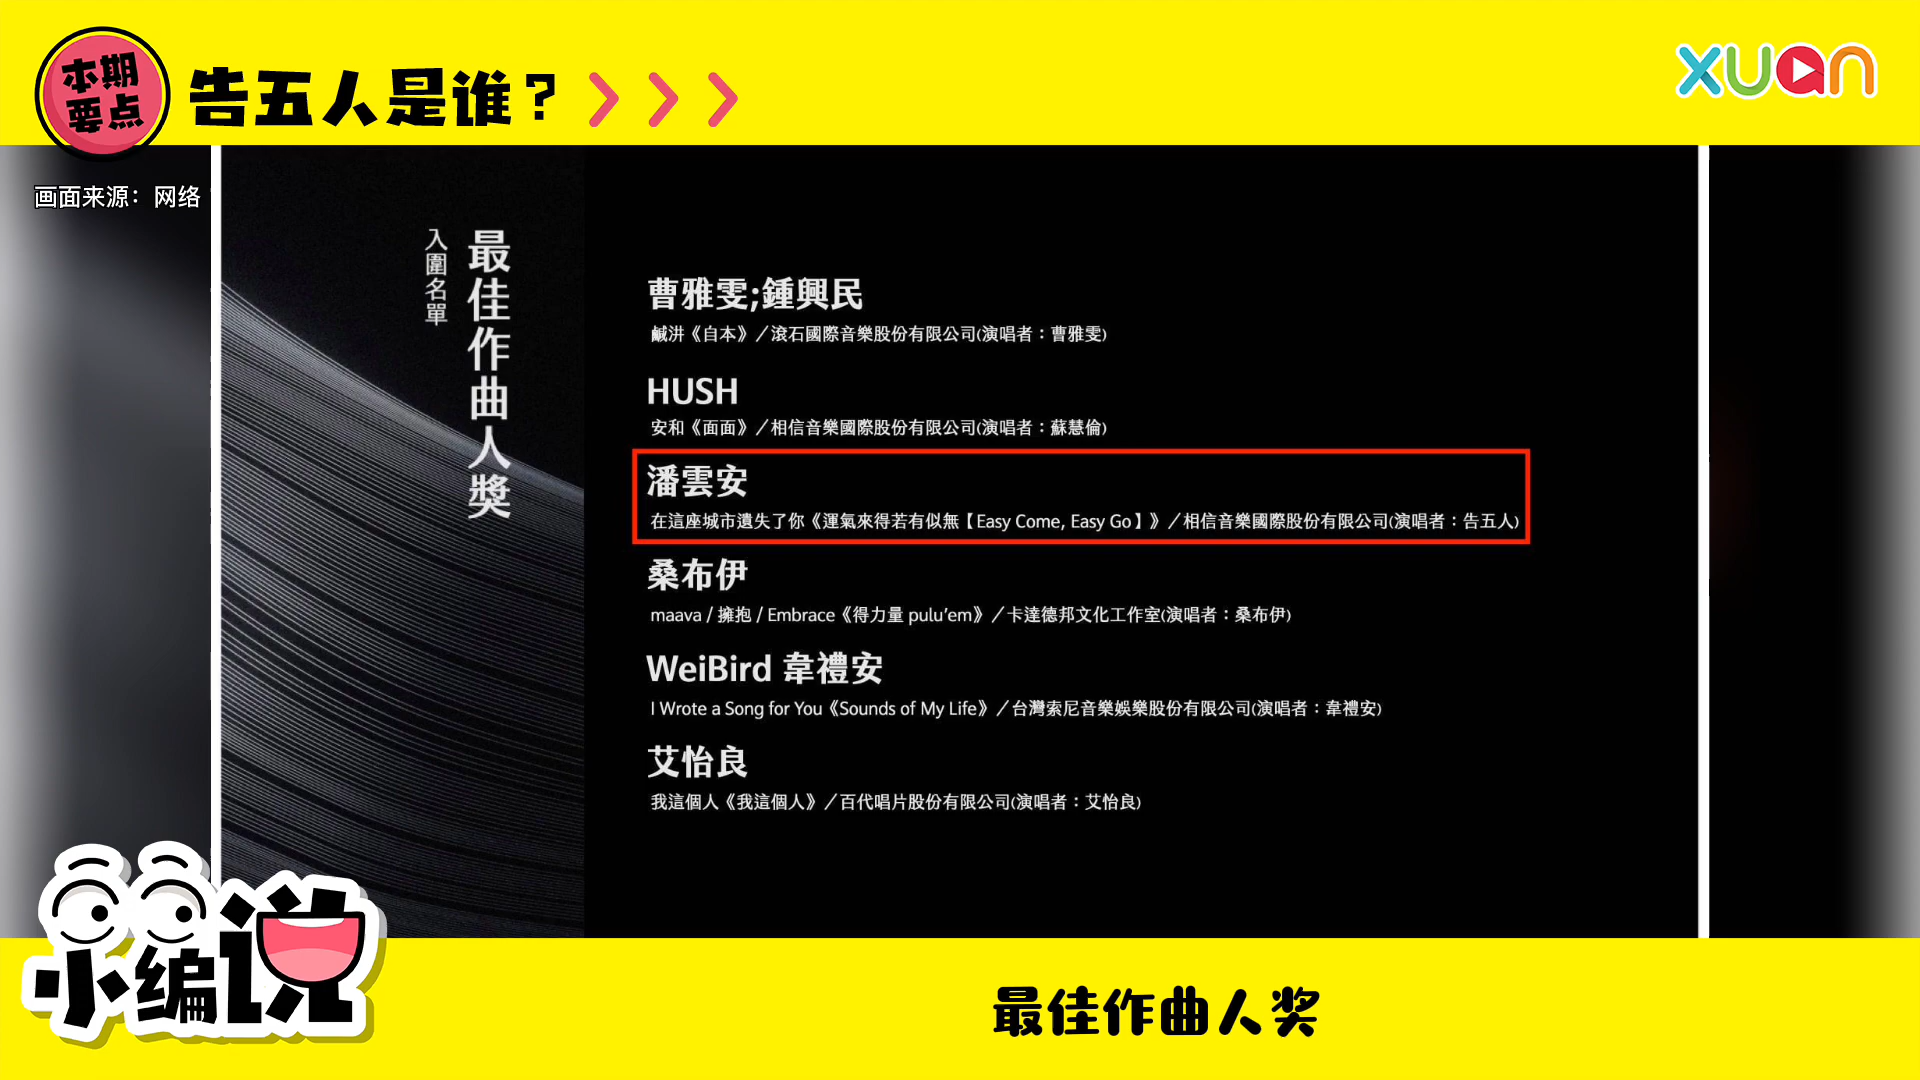 本期要点
告五人是谁？
xuan
画面来源：网络
最佳作曲人獎
入圍名單
曹雅雯;鍾興民
鹹汫《自本》／滾石國際音樂股份有限公司(演唱者：曹雅雯)
HUSH
安和《面面》／相信音樂國際股份有限公司(演唱者：蘇慧倫)
潘雲安
在這座城市遺失了你《運氣來得若有似無【Easy Come, Easy Go】》／相信音樂國際股份有限公司(演唱者：告五人)
桑布伊
maava / 擁抱 / Embrace《得力量 pulu'em》／卡達德邦文化工作室(演唱者：桑布伊)
WeiBird 韋禮安
I Wrote a Song for You《Sounds of My Life》／台灣索尼音樂娛樂股份有限公司(演唱者：韋禮安)
艾怡良
我這個人《我這個人》／百代唱片股份有限公司(演唱者：艾怡良)
小编说
最佳作曲人奖